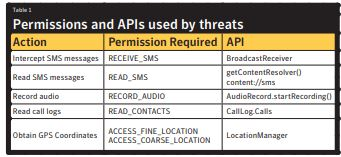 Table 1
Permissions and APIs used by threats
Action Permission Required API
Intercept SMS messages RECEIVE_SMS BroadcastReceiver
Read SMS messages READ_SMS getContentResolver()
content://sms
Record audio RECORD_AUDIO AudioRecord.startRecording()
Read call logs READ_CONTACTS CallLog.Calls
Obtain GPS Coordinates ACCESS_FINE_LOCATION LocationManager
ACCESS_COARSE_LOCATION